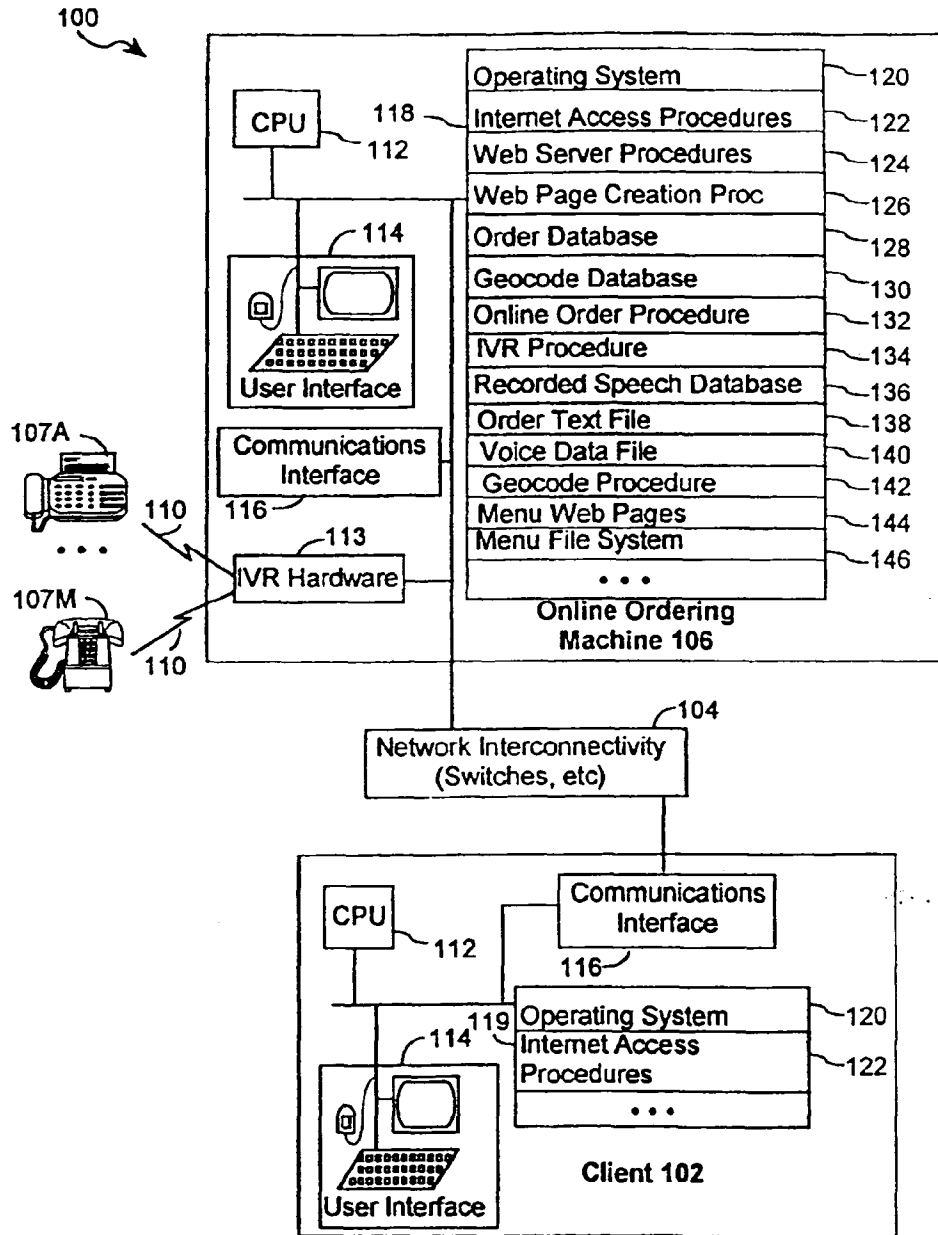 100
CPU
112
118
Operating System
120
Internet Access Procedures
122
Web Server Procedures
124
Web Page Creation Proc
126
Order Database
128
Geocode Database
130
Online Order Procedure
132
IVR Procedure
134
Recorded Speech Database
136
Order Text File
138
Voice Data File
140
Geocode Procedure
142
Menu Web Pages
144
Menu File System
146
• • •
Online Ordering
Machine 106
114
User Interface
Communications
Interface
116
107A
110
• • •
113
IVR Hardware
107M
110
104
Network Interconnectivity
(Switches, etc)
CPU
112
Communications
Interface
116
119
Operating System
120
Internet Access
Procedures
122
• • •
114
User Interface
Client 102